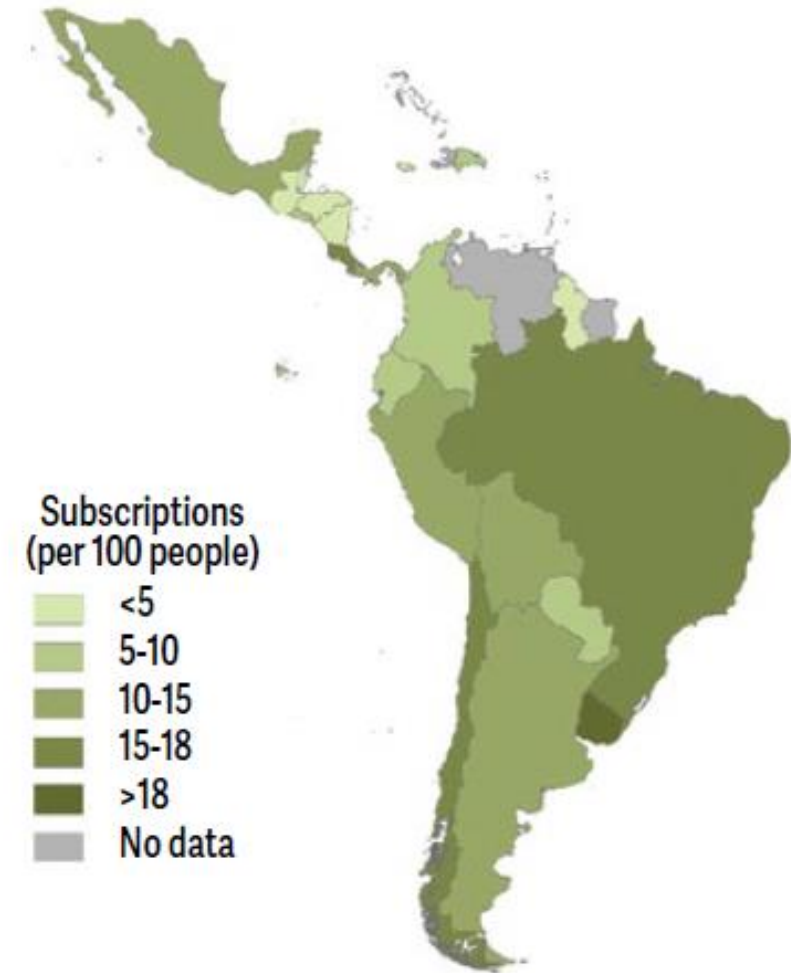 Subscriptions
(per 100 people)
<5
5-10
10-15
15-18
>18
No data